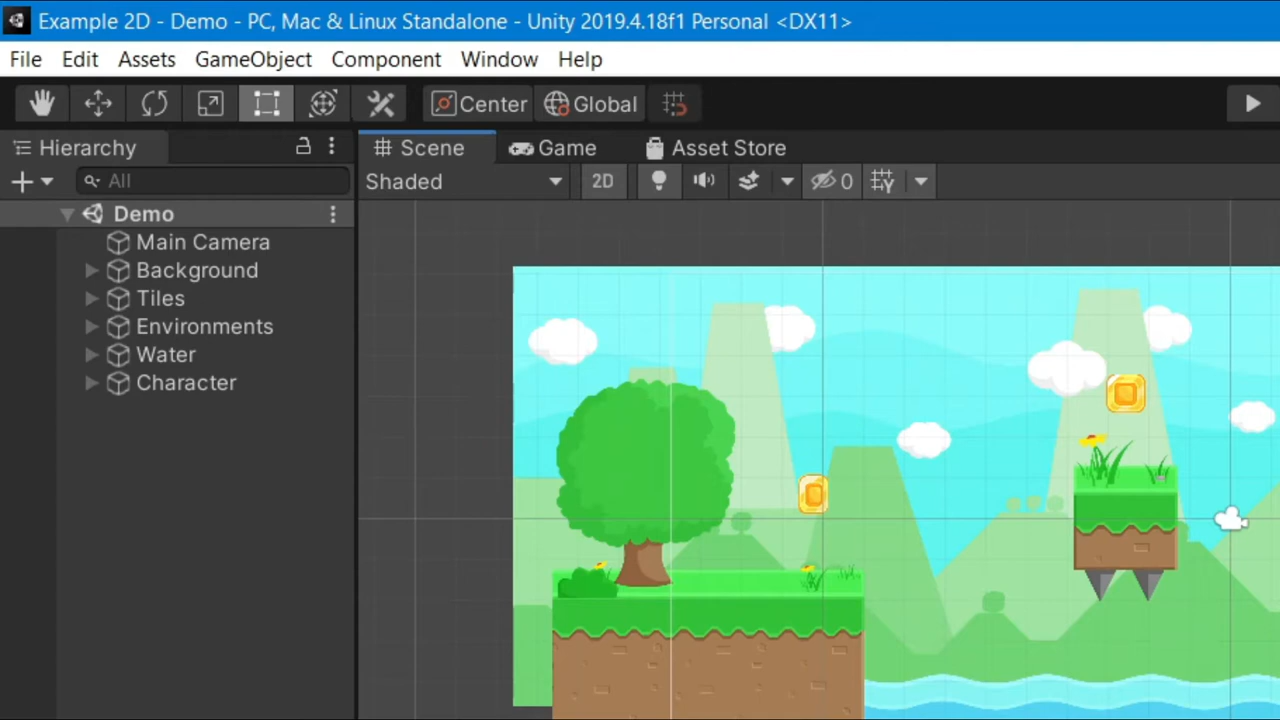 Example 2D - Demo - PC, Mac & Linux Standalone - Unity 2019.4.18f1 Personal <DX11>
File Edit Assets GameObject Component Window Help
Center Global
Hierarchy Scene Game Asset Store
All Shaded 2D 0
Demo
Main Camera
Background
Tiles
Environments
Water
Character